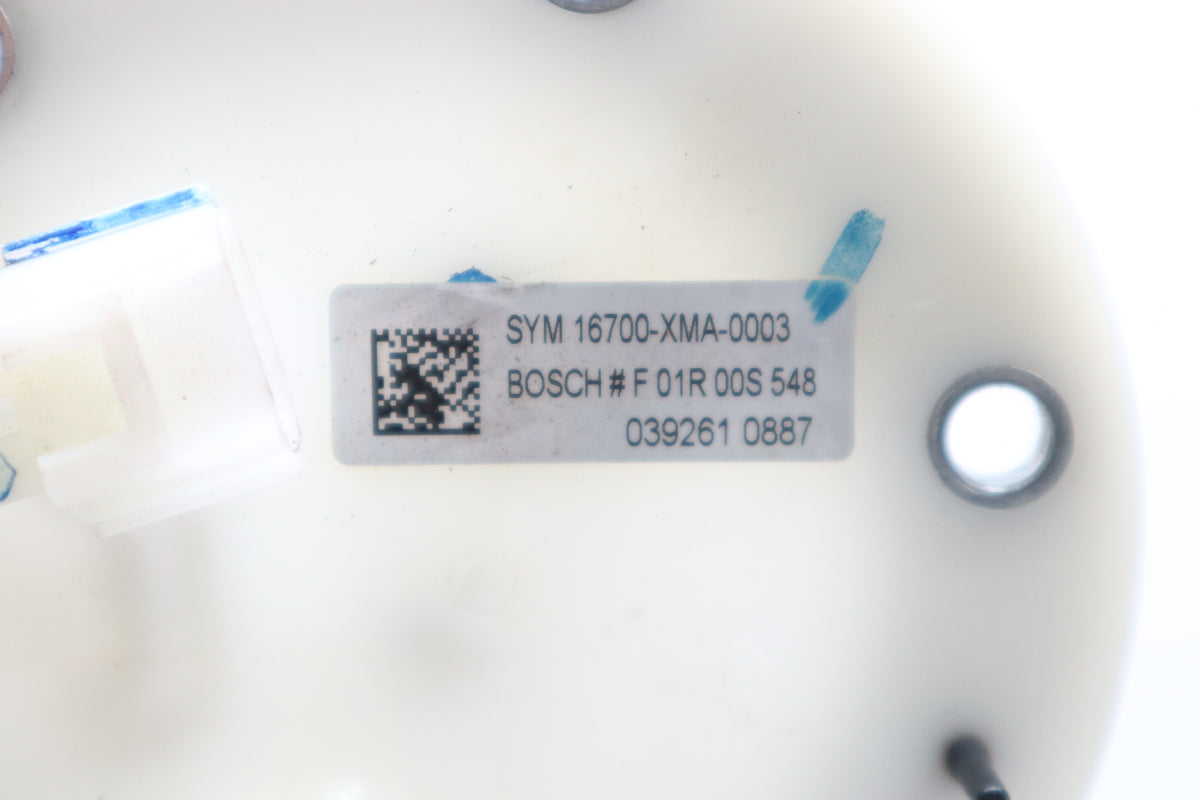 SYM 16700-XMA-0003
BOSCH # F 01R 00S 548
039261 0887